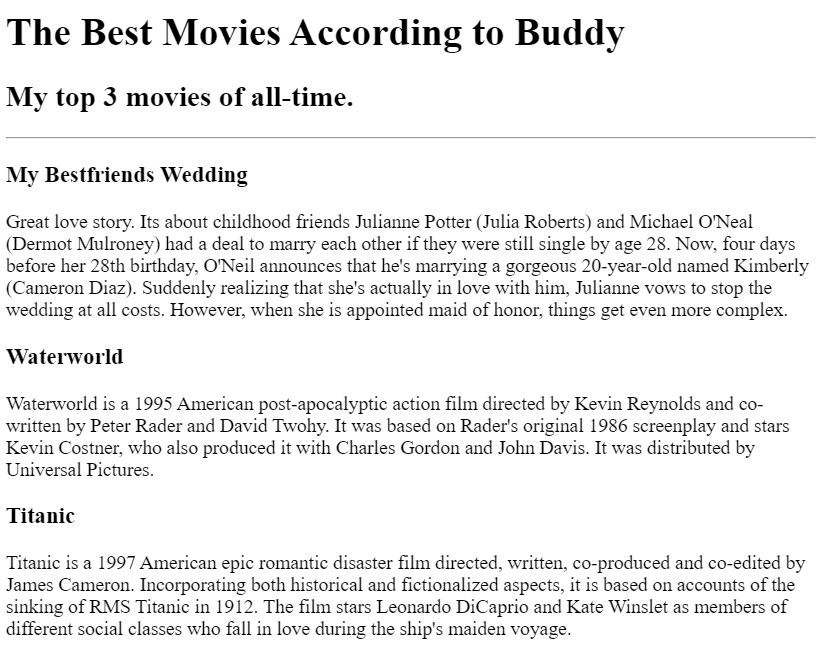 The Best Movies According to Buddy
My top 3 movies of all-time.
My Bestfriends Wedding
Great love story. Its about childhood friends Julianne Potter (Julia Roberts) and Michael O'Neal
(Dermot Mulroney) had a deal to marry each other if they were still single by age 28. Now, four days
before her 28th birthday, O'Neil announces that he's marrying a gorgeous 20-year-old named Kimberly
(Cameron Diaz). Suddenly realizing that she's actually in love with him, Julianne vows to stop the
wedding at all costs. However, when she is appointed maid of honor, things get even more complex.
Waterworld
Waterworld is a 1995 American post-apocalyptic action film directed by Kevin Reynolds and co-
written by Peter Rader and David Twohy. It was based on Rader's original 1986 screenplay and stars
Kevin Costner, who also produced it with Charles Gordon and John Davis. It was distributed by
Universal Pictures.
Titanic
Titanic is a 1997 American epic romantic disaster film directed, written, co-produced and co-edited by
James Cameron. Incorporating both historical and fictionalized aspects, it is based on accounts of the
sinking of RMS Titanic in 1912. The film stars Leonardo DiCaprio and Kate Winslet as members of
different social classes who fall in love during the ship's maiden voyage.